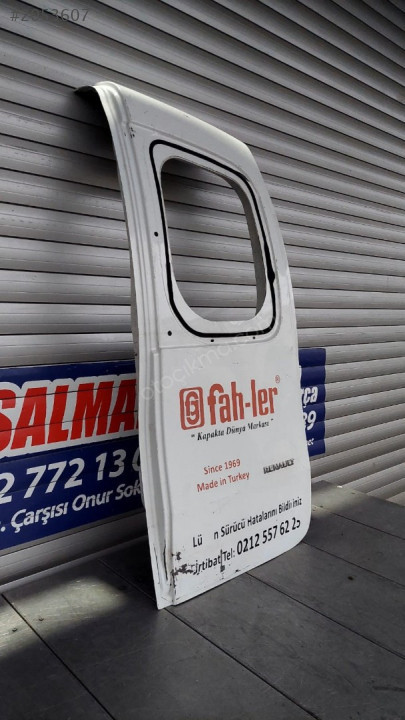 fah-ler®
" Kapakta Dünya Markası "
Since 1969
Made in Turkey
RENAULT
Sürücü Hatalarını Bildiriniz
Tel: 0212 557 62 25
SALMA
2 772 13 0
. Çarşısı Onur Sok